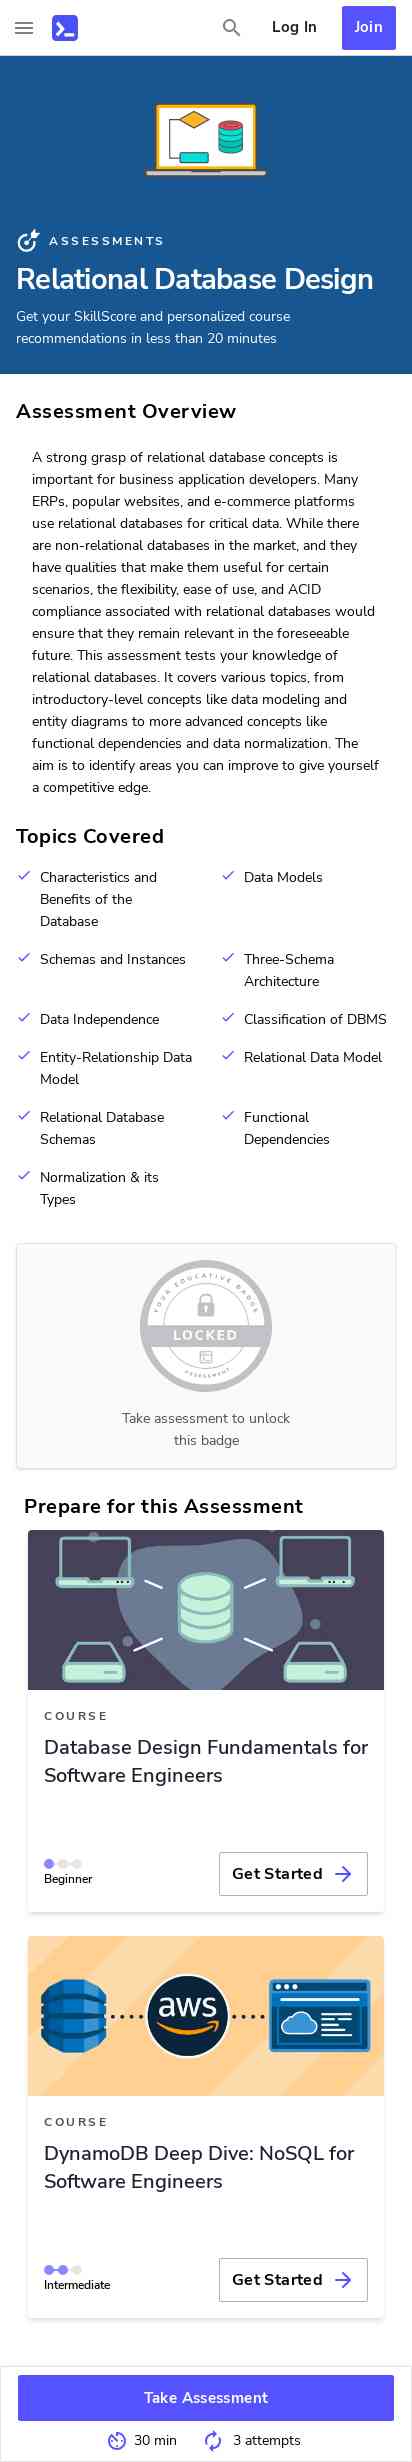 Log In
Join
ASSESSMENTS
Relational Database Design
Get your SkillScore and personalized course
recommendations in less than 20 minutes
Assessment Overview
A strong grasp of relational database concepts is
important for business application developers. Many
ERPs, popular websites, and e-commerce platforms
use relational databases for critical data. While there
are non-relational databases in the market, and they
have qualities that make them useful for certain
scenarios, the flexibility, ease of use, and ACID
compliance associated with relational databases would
ensure that they remain relevant in the foreseeable
future. This assessment tests your knowledge of
relational databases. It covers various topics, from
introductory-level concepts like data modeling and
entity diagrams to more advanced concepts like
functional dependencies and data normalization. The
aim is to identify areas you can improve to give yourself
a competitive edge.
Topics Covered
Characteristics and
Benefits of the
Database
Data Models
Schemas and Instances
Three-Schema
Architecture
Data Independence
Classification of DBMS
Entity-Relationship Data
Model
Relational Data Model
Relational Database
Schemas
Functional
Dependencies
Normalization & its
Types
YOUR EDUCATIVE BADGE
LOCKED
ASSESSMENT
Take assessment to unlock
this badge
Prepare for this Assessment
COURSE
Database Design Fundamentals for
Software Engineers
Beginner
Get Started
aws
COURSE
DynamoDB Deep Dive: NoSQL for
Software Engineers
Intermediate
Get Started
Take Assessment
30 min
3 attempts